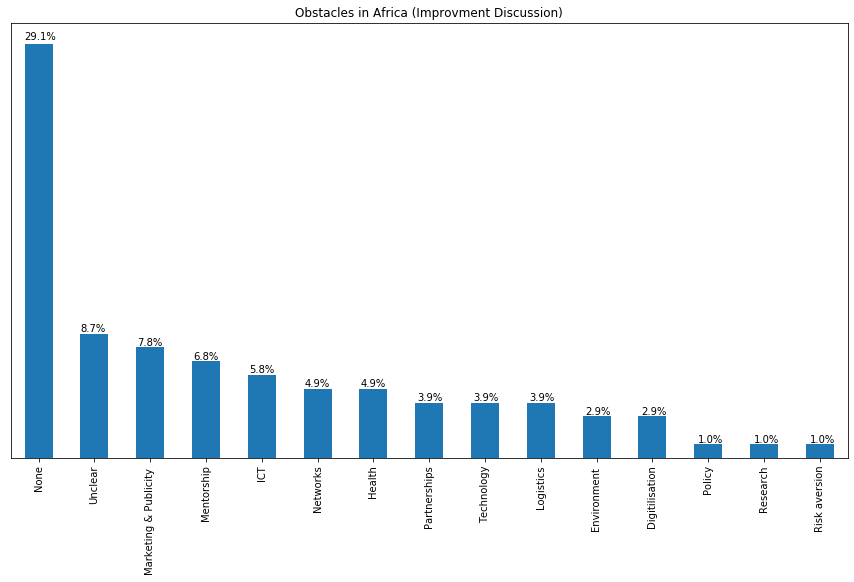 Obstacles in Africa (Improvment Discussion)
29.1%
8.7%
7.8%
6.8%
5.8%
4.9%
4.9%
3.9%
3.9%
3.9%
2.9%
2.9%
1.0%
1.0%
1.0%
None
Unclear
Marketing & Publicity
Mentorship
ICT
Networks
Health
Partnerships
Technology
Logistics
Environment
Digitilisation
Policy
Research
Risk aversion